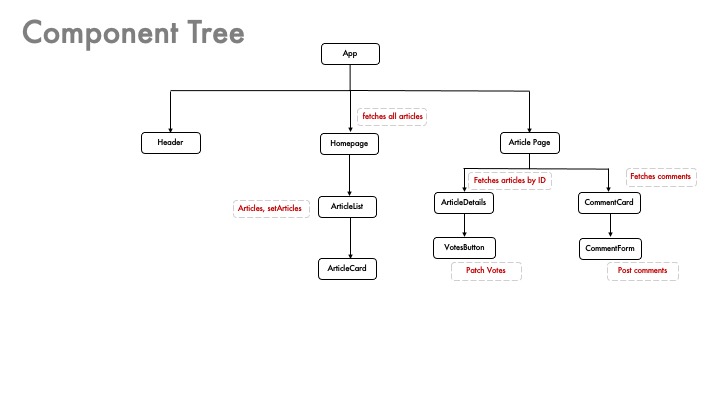 Component Tree
App
fetches all articles
Header
Homepage
Article Page
Fetches articles by ID
Fetches comments
Articles, setArticles
ArticleList
ArticleDetails
CommentCard
VotesButton
CommentForm
ArticleCard
Patch Votes
Post comments